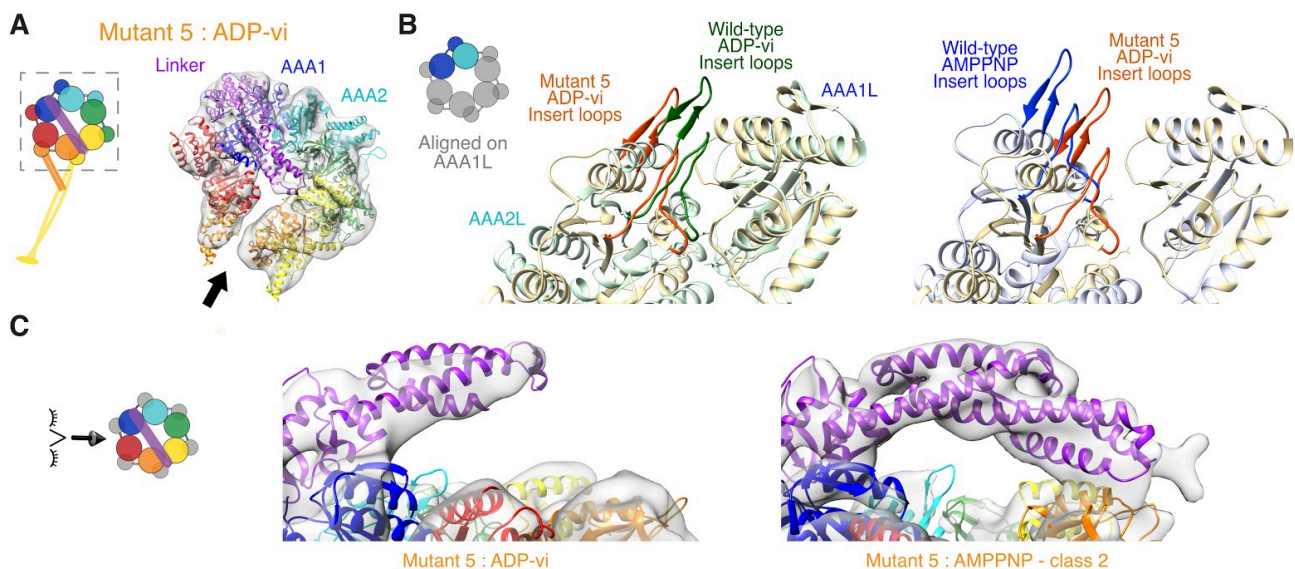 A
Mutant 5 : ADP-vi
Linker
AAA1
AAA2
B
Aligned on
AAA1L
Mutant 5
ADP-vi
Insert loops
Wild-type
ADP-vi
Insert loops
AAA1L
AAA2L
Wild-type
AMPPNP
Insert loops
Mutant 5
ADP-vi
Insert loops
C
Mutant 5 : ADP-vi
Mutant 5 : AMPPNP - class 2